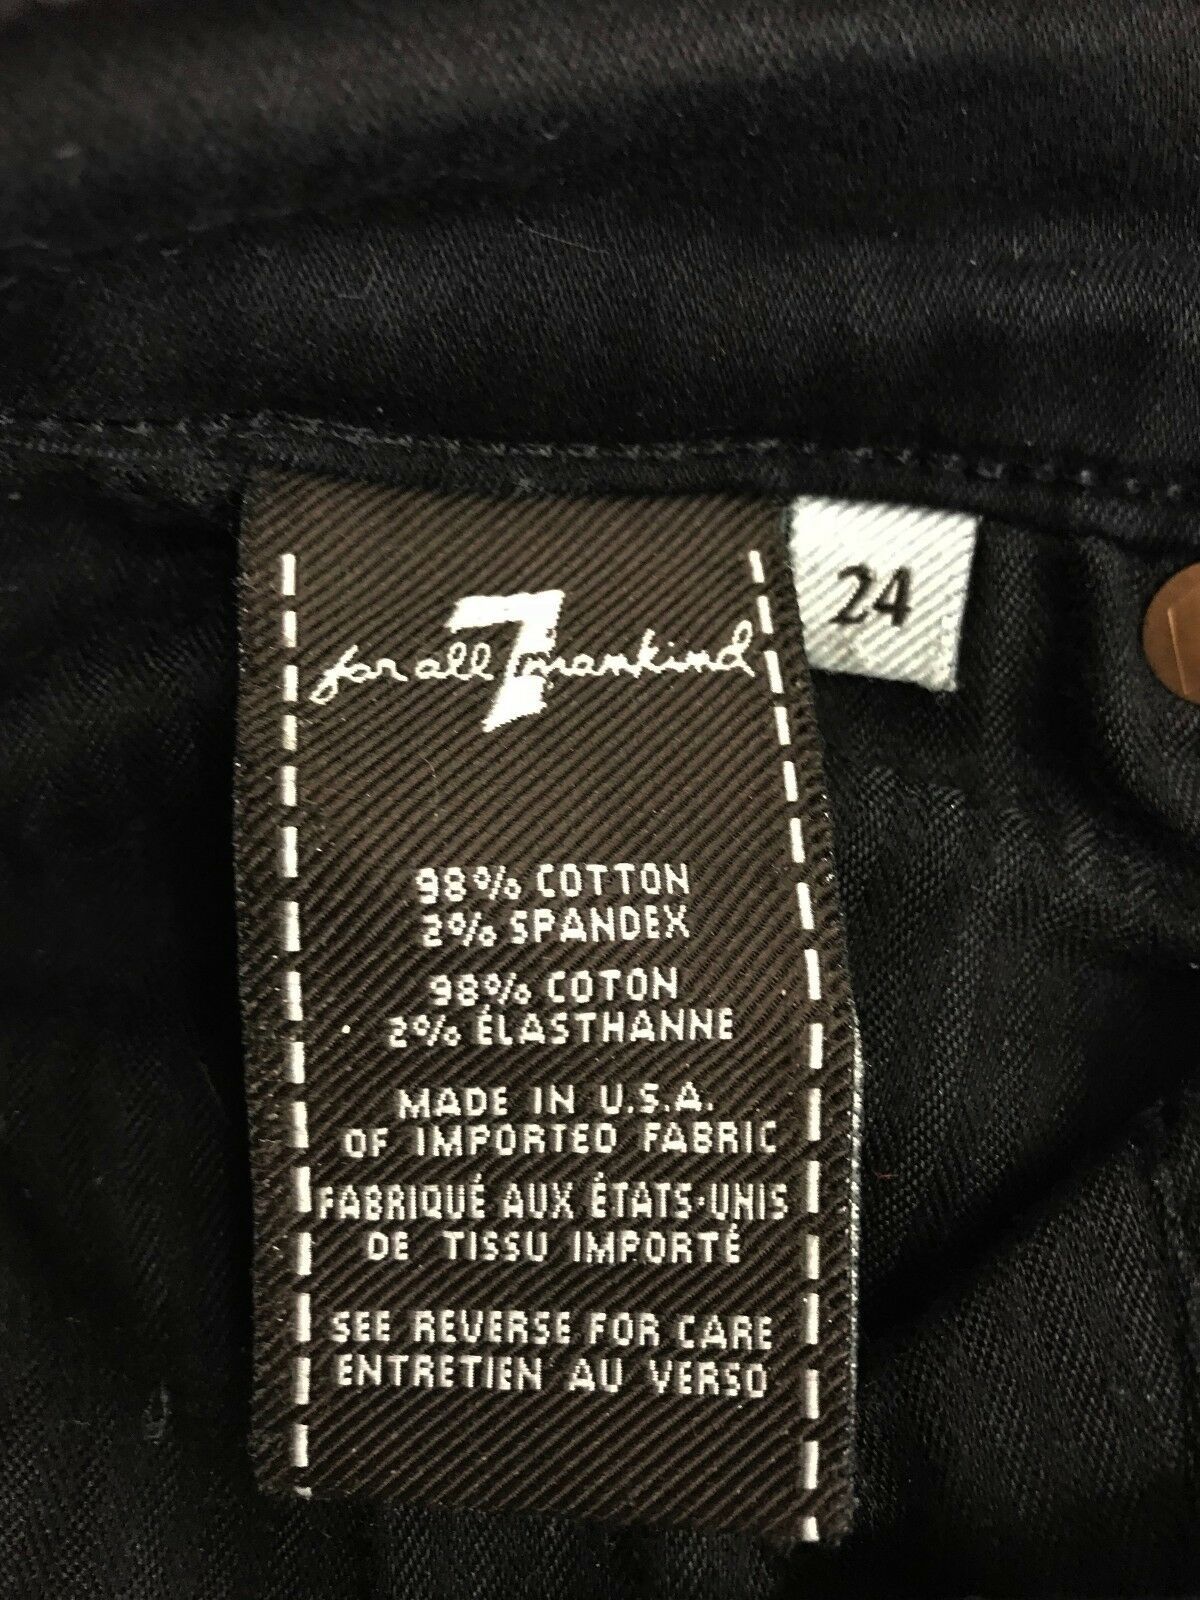 for all 7 mankind
24
98% COTTON
2% SPANDEX
98% COTON
2% ÉLASTHANNE
MADE IN U.S.A.
OF IMPORTED FABRIC
FABRIQUÉ AUX ÉTATS-UNIS
DE TISSU IMPORTÉ
SEE REVERSE FOR CARE
ENTRETIEN AU VERSO